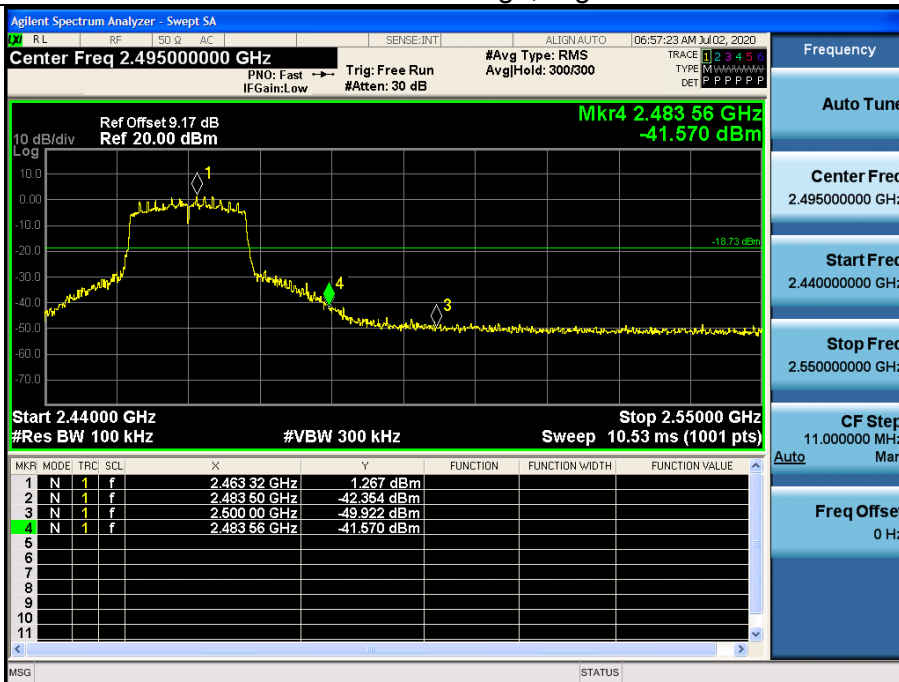 Agilent Spectrum Analyzer - Swept SA
LXI RL RF 50 Ω AC SENSE:INT ALIGN AUTO 06:57:23 AM Jul 02, 2020
Center Freq 2.495000000 GHz #Avg Type: RMS TRACE 1 2 3 4 5 6
PNO: Fast Trig: Free Run Avg|Hold: 300/300 TYPE M WWWWW
IFGain:Low #Atten: 30 dB DET P P P P P P
Mkr4 2.483 56 GHz
-41.570 dBm
Ref Offset 9.17 dB
10 dB/div Ref 20.00 dBm
Log
10.0
0.00
-10.0
-20.0
-30.0
-40.0
-50.0
-60.0
-70.0
1
4
3
-18.73 dBm
Start 2.44000 GHz Stop 2.55000 GHz
#Res BW 100 kHz #VBW 300 kHz Sweep 10.53 ms (1001 pts)
MKR MODE TRC SCL X Y FUNCTION FUNCTION WIDTH FUNCTION VALUE
1 N 1 f 2.463 32 GHz 1.267 dBm
2 N 1 f 2.483 50 GHz -42.354 dBm
3 N 1 f 2.500 00 GHz -49.922 dBm
4 N 1 f 2.483 56 GHz -41.570 dBm
5
6
7
8
9
10
11
MSG STATUS
Frequency
Auto Tune
Center Freq
2.495000000 GHz
Start Freq
2.440000000 GHz
Stop Freq
2.550000000 GHz
CF Step
11.000000 MHz
Auto Man
Freq Offset
0 Hz